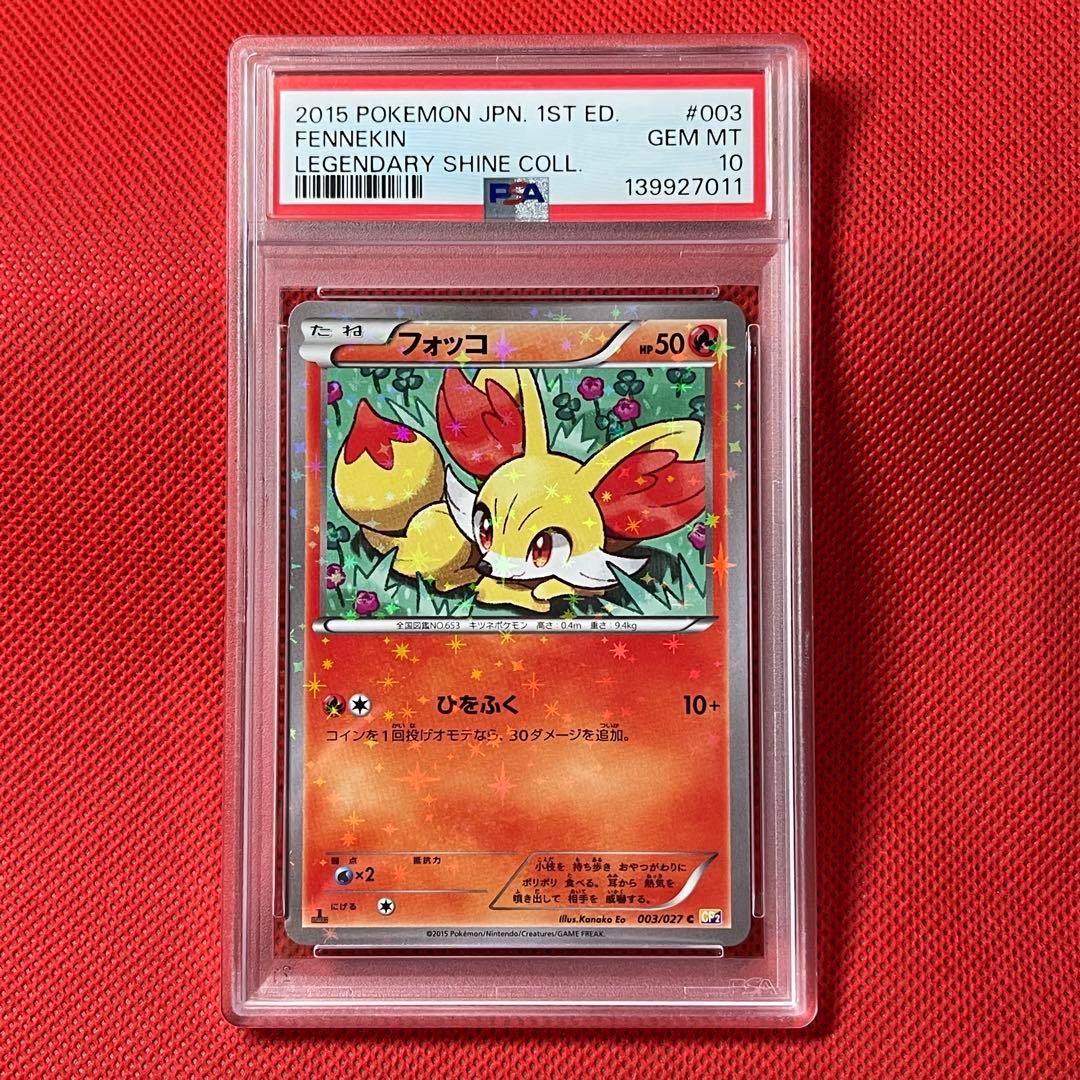 2015 POKEMON JPN. 1ST ED. #003
FENNEKIN GEM MT
LEGENDARY SHINE COLL. 10
PSA 139927011
たね フォッコ HP50
全国図鑑NO.653 キツネポケモン 高さ:0.4m 重さ:9.4kg
ひをふく 10+
コインを1回投げオモテなら、30ダメージを追加。
弱点 抵抗力
×2
にげる
小枝を 持ち歩き おやつがわりに
ポリポリ 食べる。耳から 熱気を
噴き出して 相手を 威嚇する。
Illus.Kanako Eo 003/027 C CP2
©2015 Pokémon/Nintendo/Creatures/GAME FREAK.
PSA